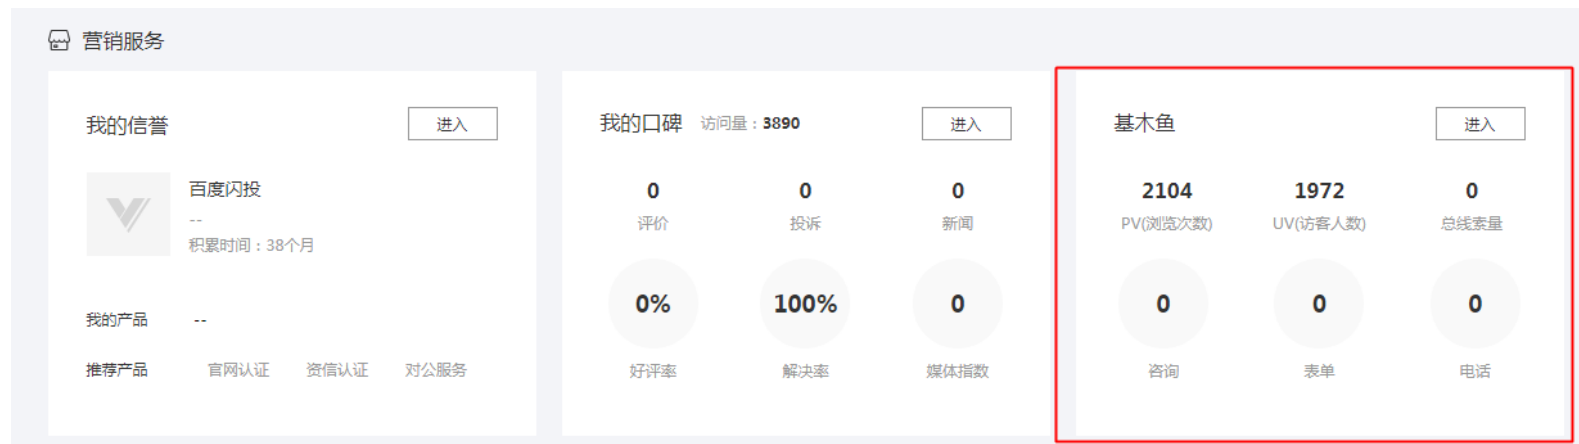 营销服务
我的信誉
进入
百度闪投
--
积累时间：38个月
我的产品 --
推荐产品 官网认证 资信认证 对公服务
我的口碑 访问量：3890
进入
0 0 0
评价 投诉 新闻
0% 100% 0
好评率 解决率 媒体指数
基木鱼
进入
2104 1972 0
PV(浏览次数) UV(访客人数) 总线索量
0 0 0
咨询 表单 电话